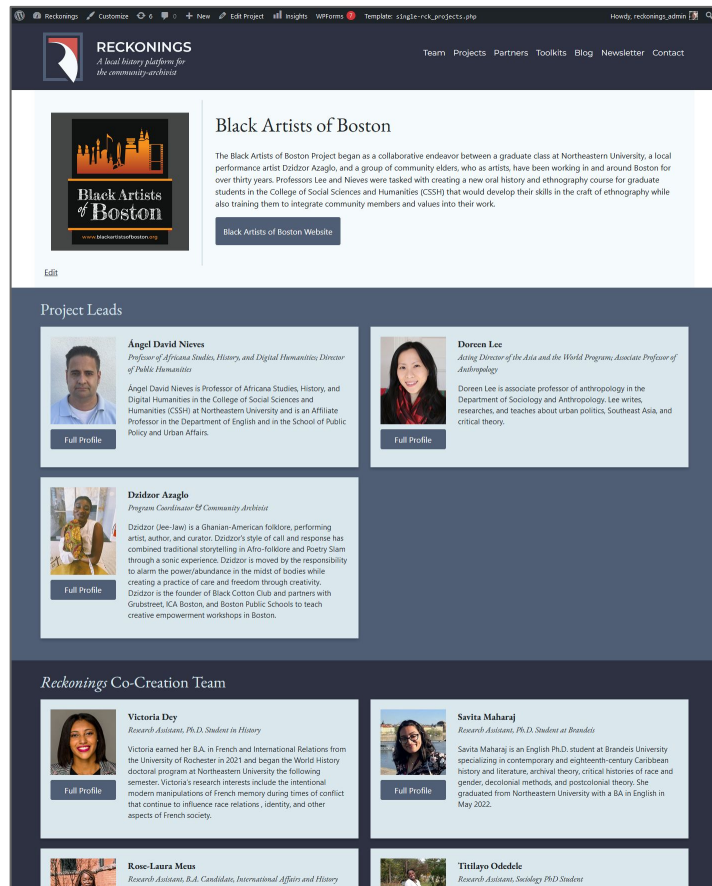 Reckonings Customize 6 0 New Edit Project Insights WPForms 7 Template: single-rck_projects.php Howdy, reckonings_admin
RECKONINGS
A local history platform for
the community-archivist
Team Projects Partners Toolkits Blog Newsletter Contact
Black Artists
of Boston
www.blackartistsofboston.org
Edit
Black Artists of Boston
The Black Artists of Boston Project began as a collaborative endeavor between a graduate class at Northeastern University, a local
performance artist Dzidzor Azaglo, and a group of community elders, who as artists, have been working in and around Boston for
over thirty years. Professors Lee and Nieves were tasked with creating a new oral history and ethnography course for graduate
students in the College of Social Sciences and Humanities (CSSH) that would develop their skills in the craft of ethnography while
also training them to integrate community members and values into their work.
Black Artists of Boston Website
Project Leads
Ángel David Nieves
Professor of Africana Studies, History, and Digital Humanities; Director
of Public Humanities
Ángel David Nieves is Professor of Africana Studies, History, and
Digital Humanities in the College of Social Sciences and
Humanities (CSSH) at Northeastern University and is an Affiliate
Professor in the Department of English and in the School of Public
Policy and Urban Affairs.
Full Profile
Doreen Lee
Acting Director of the Asia and the World Program; Associate Professor of
Anthropology
Doreen Lee is associate professor of anthropology in the
Department of Sociology and Anthropology. Lee writes,
researches, and teaches about urban politics, Southeast Asia, and
critical theory.
Full Profile
Dzidzor Azaglo
Program Coordinator & Community Archivist
Dzidzor (Jee-Jaw) is a Ghanian-American folklore, performing
artist, author, and curator. Dzidzor's style of call and response has
combined traditional storytelling in Afro-folklore and Poetry Slam
through a sonic experience. Dzidzor is moved by the responsibility
to alarm the power/abundance in the midst of bodies while
creating a practice of care and freedom through creativity.
Dzidzor is the founder of Black Cotton Club and partners with
Grubstreet, ICA Boston, and Boston Public Schools to teach
creative empowerment workshops in Boston.
Full Profile
Reckonings Co-Creation Team
Victoria Dey
Research Assistant, Ph.D. Student in History
Victoria earned her B.A. in French and International Relations from
the University of Rochester in 2021 and began the World History
doctoral program at Northeastern University the following
semester. Victoria's research interests include the intentional
modern manipulations of French memory during times of conflict
that continue to influence race relations , identity, and other
aspects of French society.
Full Profile
Savita Maharaj
Research Assistant, Ph.D. Student at Brandeis
Savita Maharaj is an English Ph.D. student at Brandeis University
specializing in contemporary and eighteenth-century Caribbean
history and literature, archival theory, critical histories of race and
gender, decolonial methods, and postcolonial theory. She
graduated from Northeastern University with a BA in English in
May 2022.
Full Profile
Rose-Laura Meus
Research Assistant, B.A. Candidate, International Affairs and History
Titilayo Odedele
Research Assistant, Sociology PhD Student